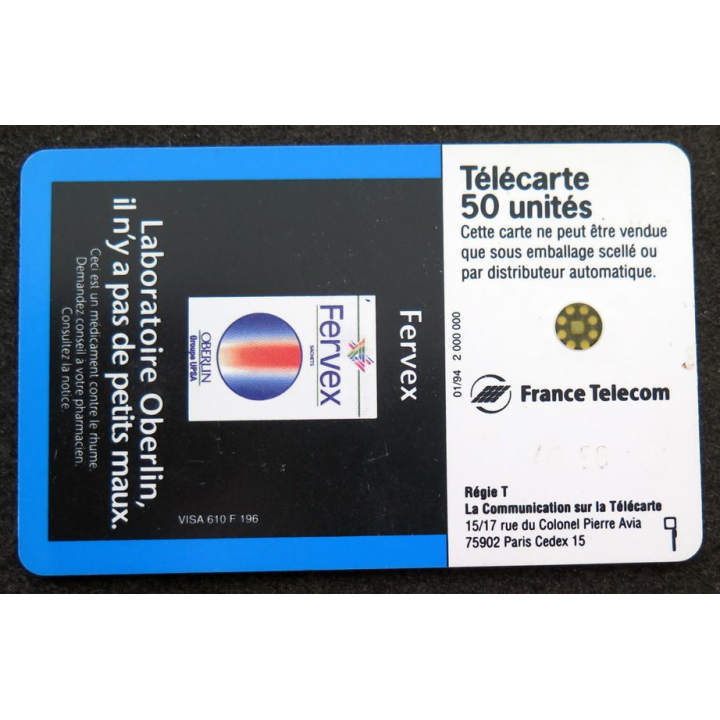 Télécarte
50 unités
Cette carte ne peut être vendue
que sous emballage scellé ou
par distributeur automatique.
01/94 2 000 000
France Telecom
Régie T
La Communication sur la Télécarte
15/17 rue du Colonel Pierre Avia
75902 Paris Cedex 15
Fervex
Fervex
SACHETS
OBERLIN
Groupe UPSA
Laboratoire Oberlin,
il n'y a pas de petits maux.
Ceci est un médicament contre le rhume.
Demandez conseil à votre pharmacien.
Consultez la notice.
VISA 610 F 196